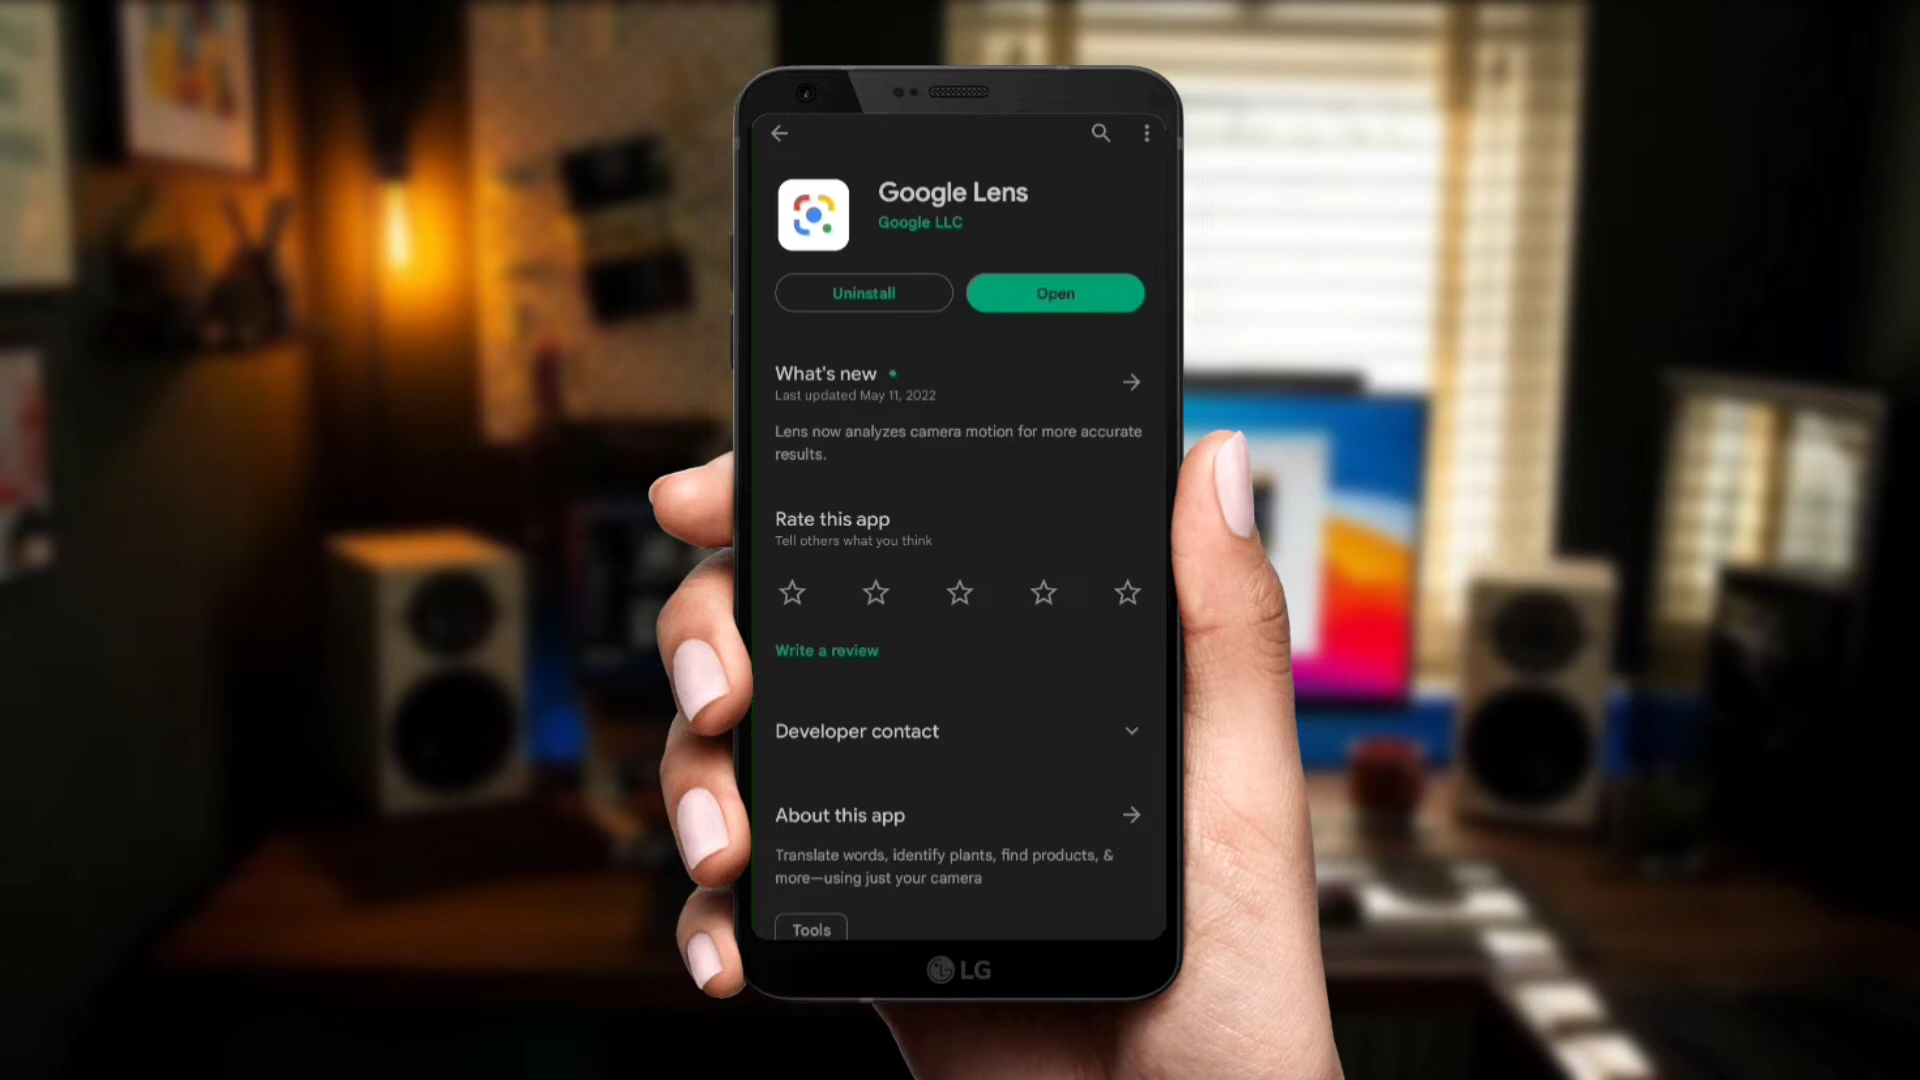 Google Lens
Google LLC
Uninstall
Open
What's new
Last updated May 11, 2022
Lens now analyzes camera motion for more accurate
results.
Rate this app
Tell others what you think
Write a review
Developer contact
About this app
Translate words, identify plants, find products, &
more—using just your camera
Tools
LG